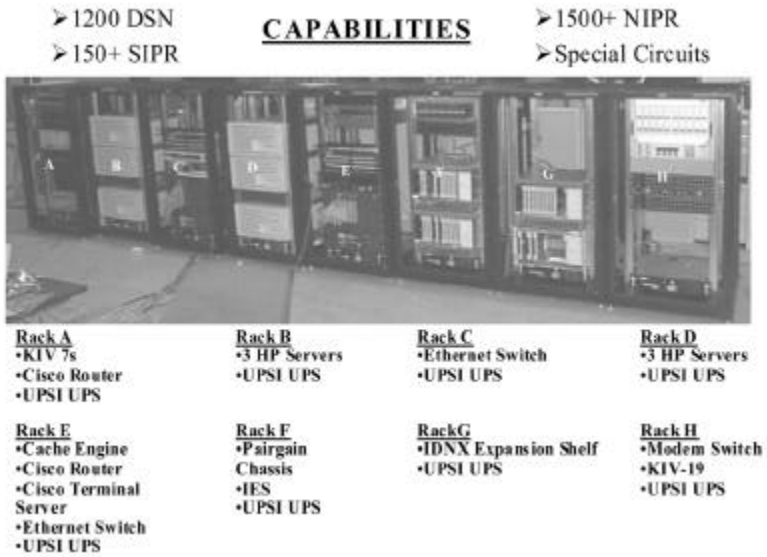 ➢1200 DSN
➢150+ SIPR
CAPABILITIES
➢1500+ NIPR
➢Special Circuits
A
B
C
D
E
G
H
Rack A
•KIV 7s
•Cisco Router
•UPSI UPS
Rack B
•3 HP Servers
•UPSI UPS
Rack C
•Ethernet Switch
•UPSI UPS
Rack D
•3 HP Servers
•UPSI UPS
Rack E
•Cache Engine
•Cisco Router
•Cisco Terminal
Server
•Ethernet Switch
•UPSI UPS
Rack F
•Pairgain
Chassis
•IES
•UPSI UPS
RackG
•IDNX Expansion Shelf
•UPSI UPS
Rack H
•Modem Switch
•KIV-19
•UPSI UPS